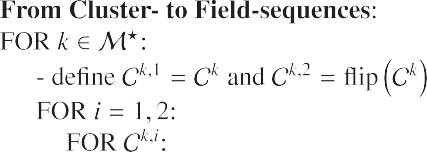 From Cluster- to Field-sequences:
FOR k ∈ ℳ⋆:
- define 𝒞^{k,1} = 𝒞^k and 𝒞^{k,2} = flip(𝒞^k)
FOR i = 1, 2:
FOR 𝒞^{k,i}: